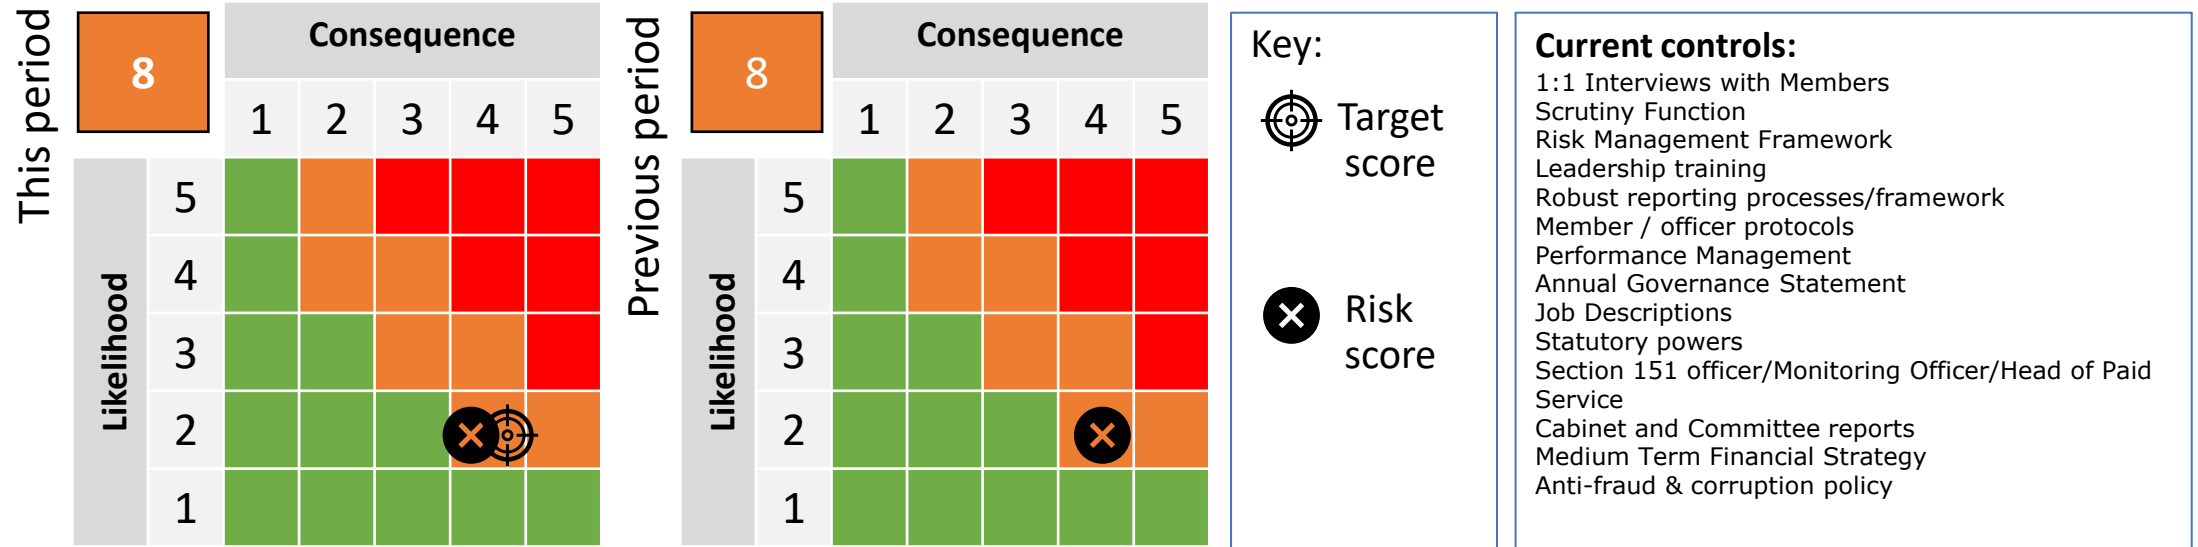 This period
8
Consequence
1 2 3 4 5
Likelihood
5
4
3
2
1
Previous period
8
Consequence
1 2 3 4 5
Likelihood
5
4
3
2
1
Key:
Target
score
Risk
score
Current controls:
1:1 Interviews with Members
Scrutiny Function
Risk Management Framework
Leadership training
Robust reporting processes/framework
Member / officer protocols
Performance Management
Annual Governance Statement
Job Descriptions
Statutory powers
Section 151 officer/Monitoring Officer/Head of Paid
Service
Cabinet and Committee reports
Medium Term Financial Strategy
Anti-fraud & corruption policy